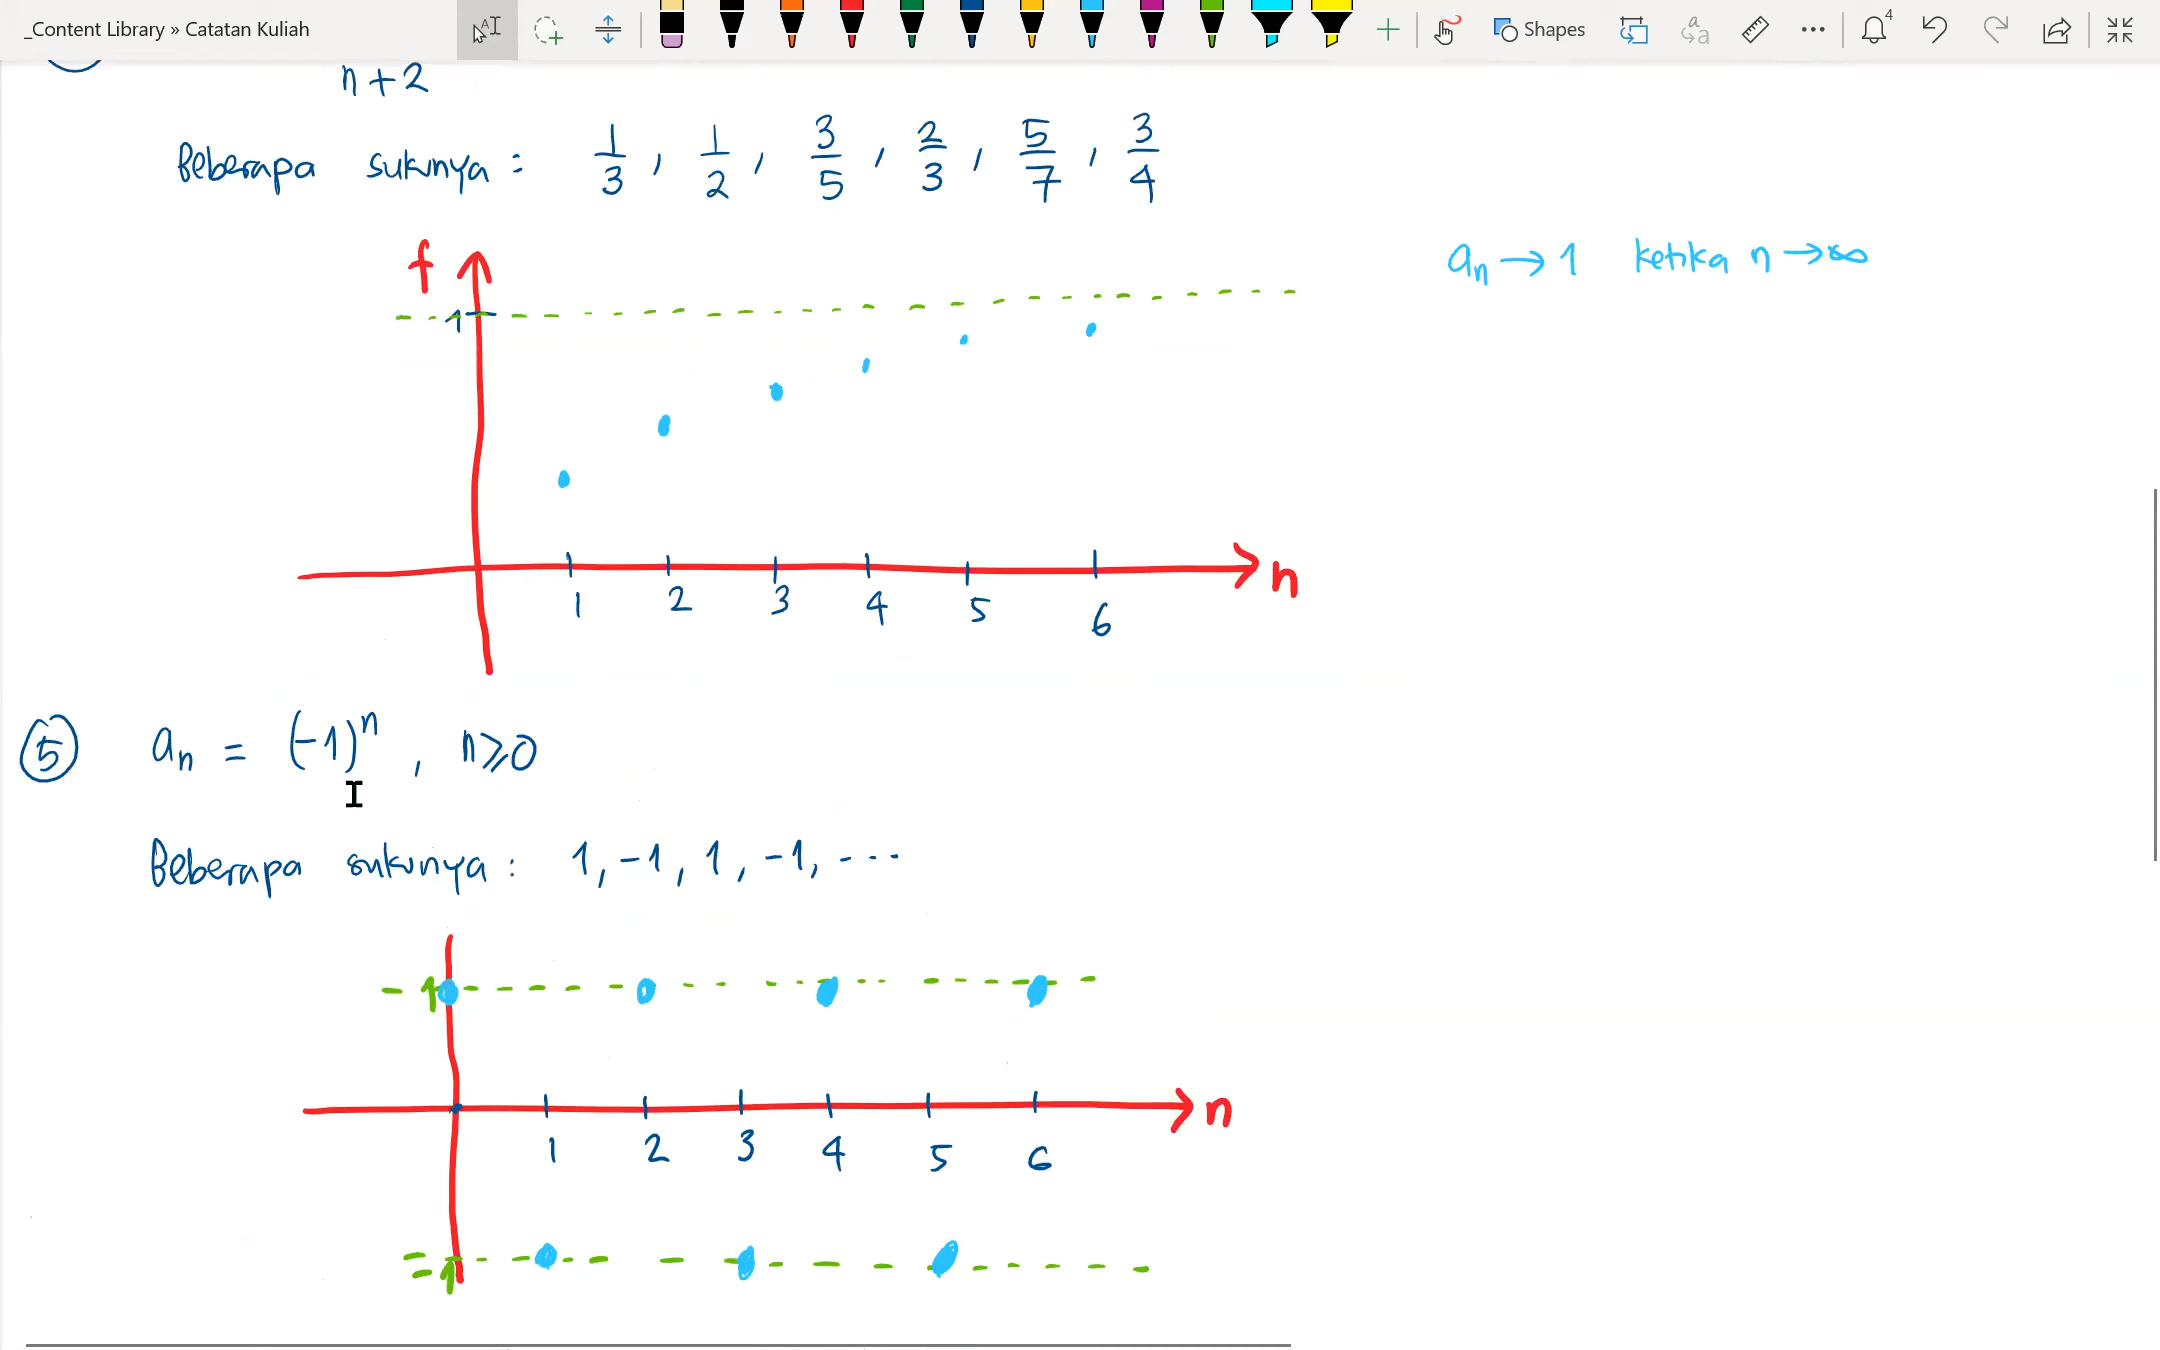 _Content Library » Catatan Kuliah
Shapes
4
n+2
Beberapa sukunya : 1/3 , 1/2 , 3/5 , 2/3 , 5/7 , 3/4
f
aₙ → 1 ketika n → ∞
1
n
1 2 3 4 5 6
⑤ aₙ = (-1)ⁿ , n ⩾ 0
Beberapa sukunya : 1, -1, 1, -1, ...
1
n
1 2 3 4 5 6
-1